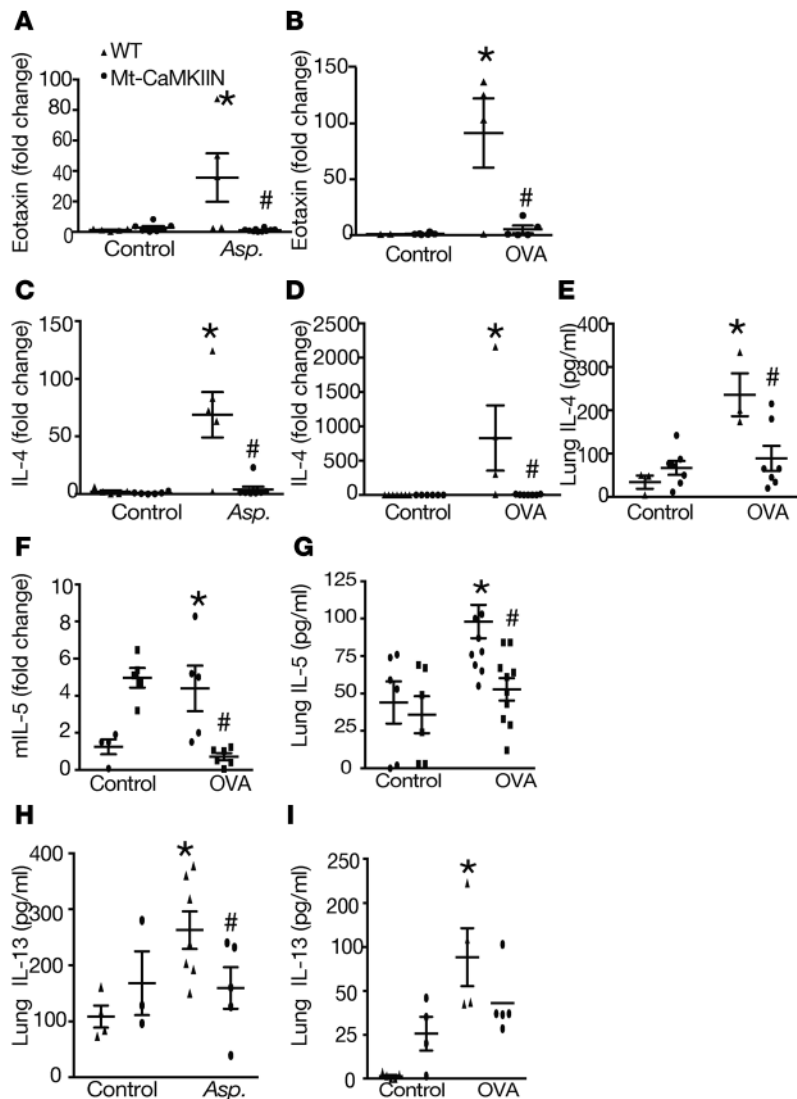 A
▲ WT
● Mt-CaMKIIN
Eotaxin (fold change)
100
80
60
40
20
0
*
#
Control
Asp.
B
Eotaxin (fold change)
150
100
50
0
*
#
Control
OVA
C
IL-4 (fold change)
150
100
50
0
*
#
Control
Asp.
D
IL-4 (fold change)
2500
2000
1500
1000
500
0
*
#
Control
OVA
E
Lung IL-4 (pg/ml)
400
300
200
100
0
*
#
Control
OVA
F
mIL-5 (fold change)
10
8
6
4
2
0
*
#
Control
OVA
G
Lung IL-5 (pg/ml)
125
100
75
50
25
0
*
#
Control
OVA
H
Lung IL-13 (pg/ml)
400
300
200
100
0
*
#
Control
Asp.
I
Lung IL-13 (pg/ml)
250
200
100
50
25
0
*
Control
OVA